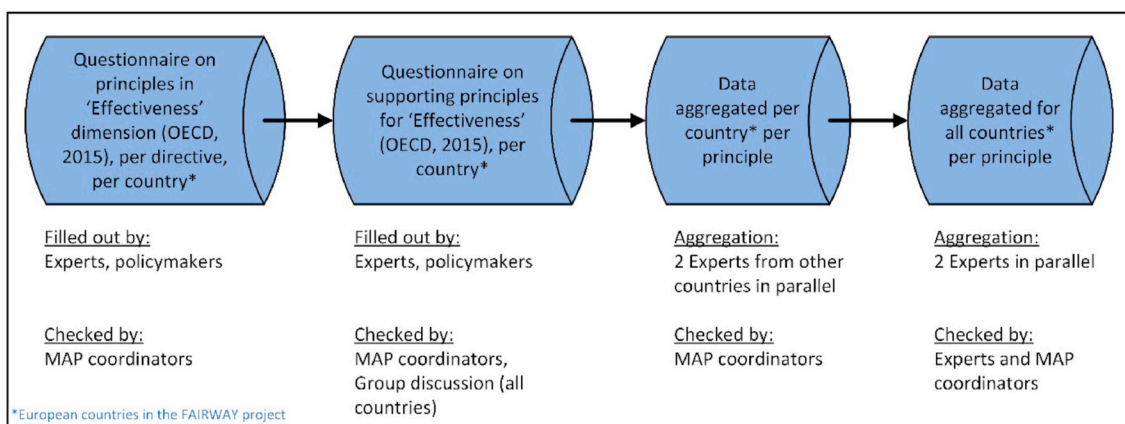 Questionnaire on
principles in
‘Effectiveness’
dimension (OECD,
2015), per directive,
per country*
Questionnaire on
supporting principles
for ‘Effectiveness’
(OECD, 2015), per
country*
Data
aggregated per
country* per
principle
Data
aggregated for
all countries*
per principle
Filled out by:
Experts, policymakers
Filled out by:
Experts, policymakers
Aggregation:
2 Experts from other
countries in parallel
Aggregation:
2 Experts in parallel
Checked by:
MAP coordinators
Checked by:
MAP coordinators,
Group discussion (all
countries)
Checked by:
MAP coordinators
Checked by:
Experts and MAP
coordinators
*European countries in the FAIRWAY project